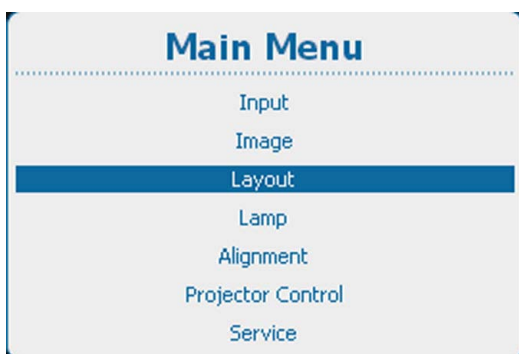 Main Menu
Input
Image
Layout
Lamp
Alignment
Projector Control
Service